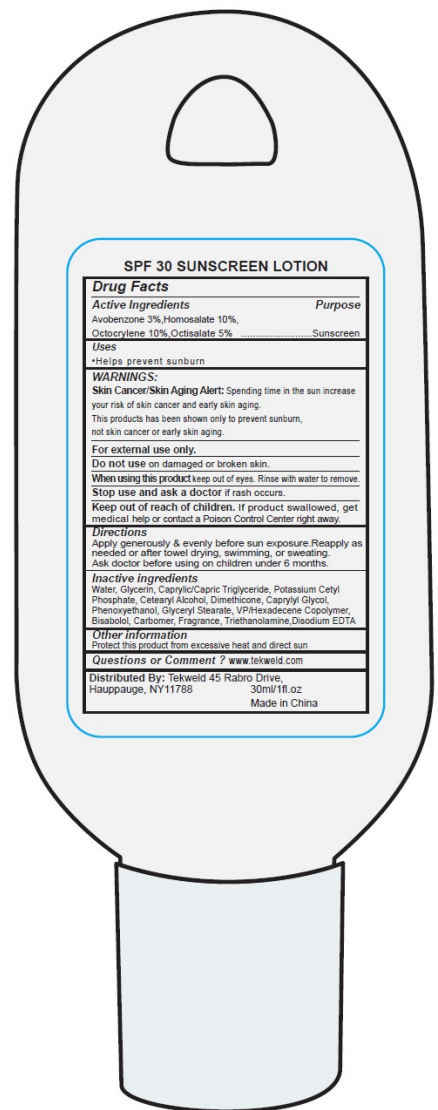 SPF 30 SUNSCREEN LOTION
Drug Facts
Active Ingredients Purpose
Avobenzone 3%,Homosalate 10%,
Octocrylene 10%,Octisalate 5% .........................Sunscreen
Uses
•Helps prevent sunburn
WARNINGS:
Skin Cancer/Skin Aging Alert: Spending time in the sun increase
your risk of skin cancer and early skin aging.
This products has been shown only to prevent sunburn,
not skin cancer or early skin aging.
For external use only.
Do not use on damaged or broken skin.
When using this product keep out of eyes. Rinse with water to remove.
Stop use and ask a doctor if rash occurs.
Keep out of reach of children. If product swallowed, get
medical help or contact a Poison Control Center right away.
Directions
Apply generously & evenly before sun exposure.Reapply as
needed or after towel drying, swimming, or sweating.
Ask doctor before using on children under 6 months.
Inactive ingredients
Water, Glycerin, Caprylic/Capric Triglyceride, Potassium Cetyl
Phosphate, Cetearyl Alcohol, Dimethicone, Caprylyl Glycol,
Phenoxyethanol, Glyceryl Stearate, VP/Hexadecene Copolymer,
Bisabolol, Carbomer, Fragrance, Triethanolamine,Disodium EDTA
Other information
Protect this product from excessive heat and direct sun
Questions or Comment ? www.tekweld.com
Distributed By: Tekweld 45 Rabro Drive,
Hauppauge, NY11788 30ml/1fl.oz
Made in China